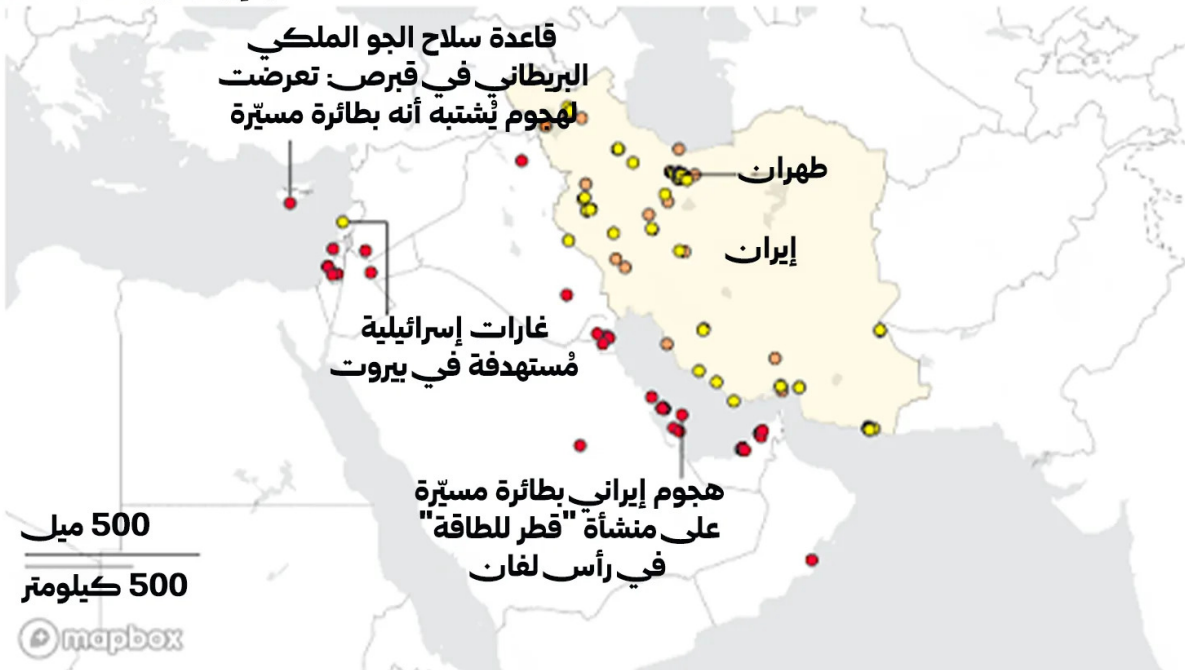 قاعدة سلاح الجو الملكي
البريطاني في قبرص: تعرضت
لهجوم يُشتبه أنه بطائرة مسيّرة
طهران
إيران
غارات إسرائيلية
مُستهدفة في بيروت
هجوم إيراني بطائرة مسيّرة
على منشأة "قطر للطاقة"
في رأس لفان
500 ميل
500 كيلومتر
mapbox